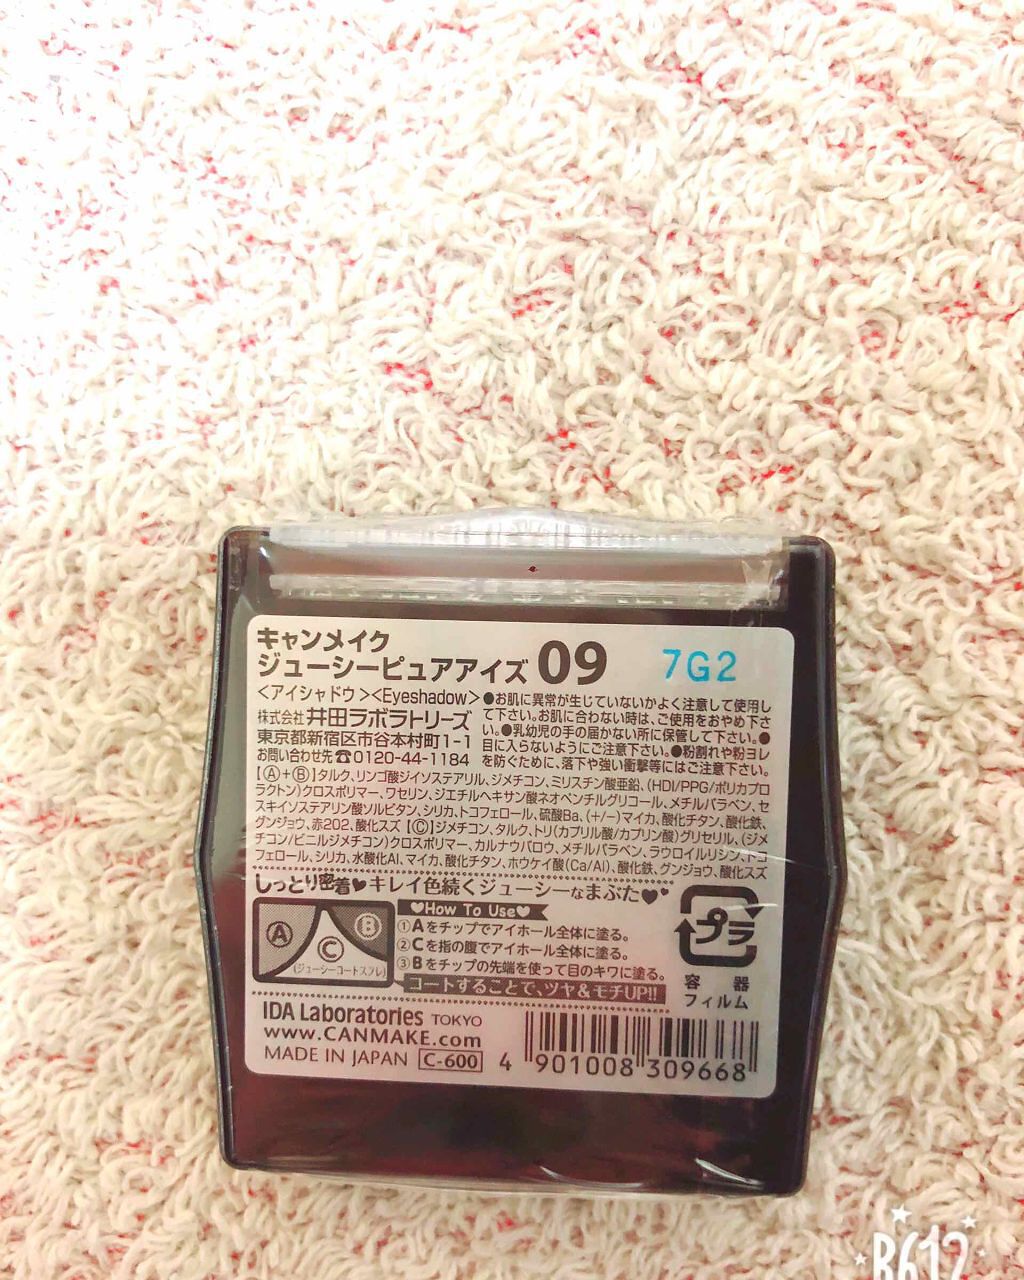 キャンメイク
ジューシーピュアアイズ 09
7G2
<アイシャドウ><Eyeshadow>
株式会社 井田ラボラトリーズ
東京都新宿区市谷本村町1-1
お問い合わせ先☎0120-44-1184
●お肌に異常が生じていないかよく注意して使用し
て下さい。お肌に合わない時は、ご使用をおやめ下さ
い。●乳幼児の手の届かない所に保管して下さい。●
目に入らないようにご注意下さい。●粉割れや粉ヨレ
を防ぐために、落下や強い衝撃等にはご注意下さい。
【Ⓐ+Ⓑ】タルク、リンゴ酸ジイソステアリル、ジメチコン、ミリスチン酸亜鉛、(HDI/PPG/ポリカプロ
ラクトン)クロスポリマー、ワセリン、ジエチルヘキサン酸ネオペンチルグリコール、メチルパラベン、セ
スキイソステアリン酸ソルビタン、シリカ、トコフェロール、硫酸Ba、(+/-)マイカ、酸化チタン、酸化鉄、
グンジョウ、赤202、酸化スズ【Ⓒ】ジメチコン、タルク、トリ(カプリル酸/カプリン酸)グリセリル、(ジメ
チコン/ビニルジメチコン)クロスポリマー、カルナウバロウ、メチルパラベン、ラウロイルリシン、トコ
フェロール、シリカ、水酸化Al、マイカ、酸化チタン、ホウケイ酸(Ca/Al)、酸化鉄、グンジョウ、酸化スズ
しっとり密着♥キレイ色続くジューシーなまぶた♥♥
Ⓐ
Ⓑ
Ⓒ
(ジューシーコートスフレ)
♥How To Use♥
①Aをチップでアイホール全体に塗る。
②Cを指の腹でアイホール全体に塗る。
③Bをチップの先端を使って目のキワに塗る。
コートすることで、ツヤ&モチUP!!
プラ
容器
フィルム
IDA Laboratories TOKYO
www.CANMAKE.com
MADE IN JAPAN C-600
4 901008 309668
B612